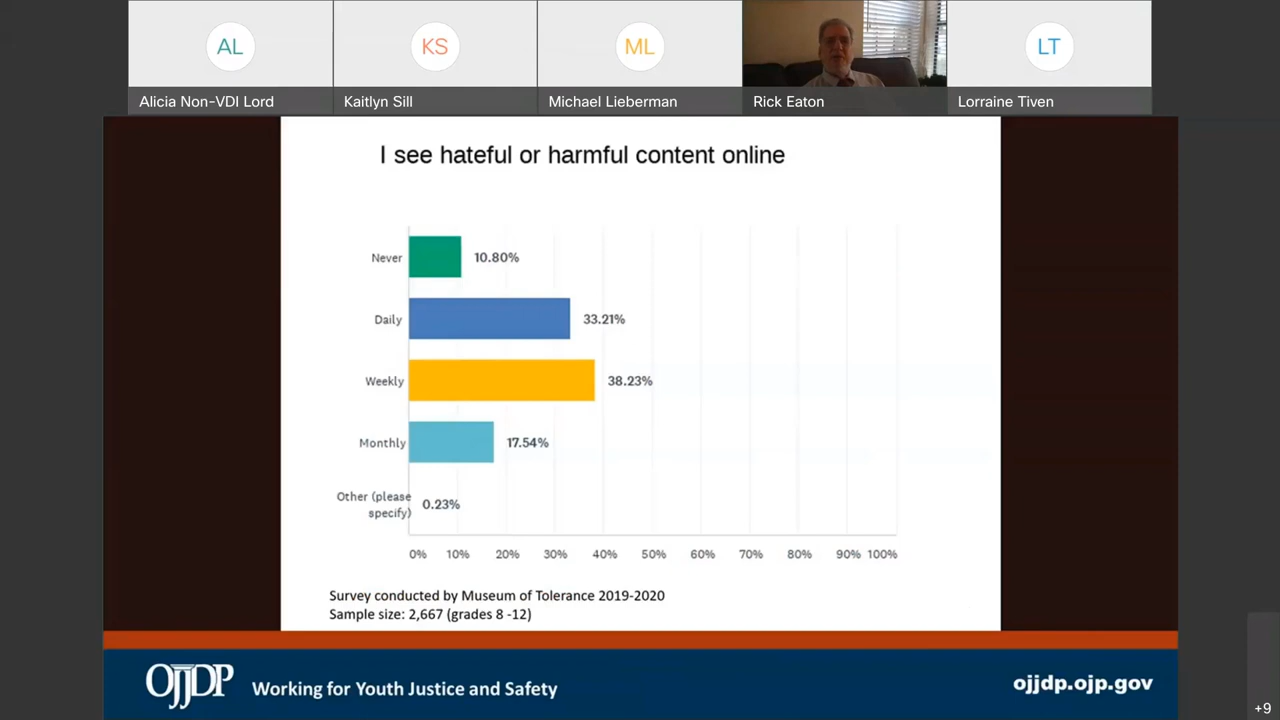 AL
KS
ML
LT
Alicia Non-VDI Lord
Kaitlyn Sill
Michael Lieberman
Rick Eaton
Lorraine Tiven
I see hateful or harmful content online
Never
10.80%
Daily
33.21%
Weekly
38.23%
Monthly
17.54%
Other (please
specify)
0.23%
0% 10% 20% 30% 40% 50% 60% 70% 80% 90% 100%
Survey conducted by Museum of Tolerance 2019-2020
Sample size: 2,667 (grades 8 -12)
OJJDP
Working for Youth Justice and Safety
ojjdp.ojp.gov
+9